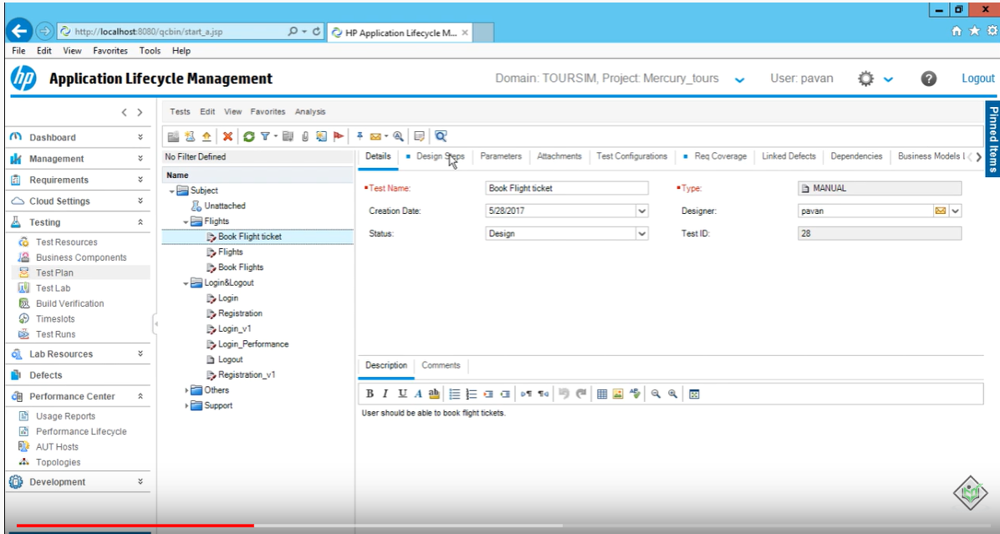 http://localhost:8080/qcbin/start_a.jsp
HP Application Lifecycle M...
File Edit View Favorites Tools Help
hp Application Lifecycle Management
Domain: TOURSIM, Project: Mercury_tours
User: pavan
Logout
Pinned Items
Dashboard
Management
Requirements
Cloud Settings
Testing
Test Resources
Business Components
Test Plan
Test Lab
Build Verification
Timeslots
Test Runs
Lab Resources
Defects
Performance Center
Usage Reports
Performance Lifecycle
AUT Hosts
Topologies
Development
Tests Edit View Favorites Analysis
No Filter Defined
Name
Subject
Unattached
Flights
Book Flight ticket
Flights
Book Flights
Login&Logout
Login
Registration
Login_v1
Login_Performance
Logout
Registration_v1
Others
Support
Details Design Steps Parameters Attachments Test Configurations Req Coverage Linked Defects Dependencies Business Models L
Test Name: Book Flight ticket
Type: MANUAL
Creation Date: 5/28/2017
Designer: pavan
Status: Design
Test ID: 28
Description Comments
B I U A ab
User should be able to book flight tickets.